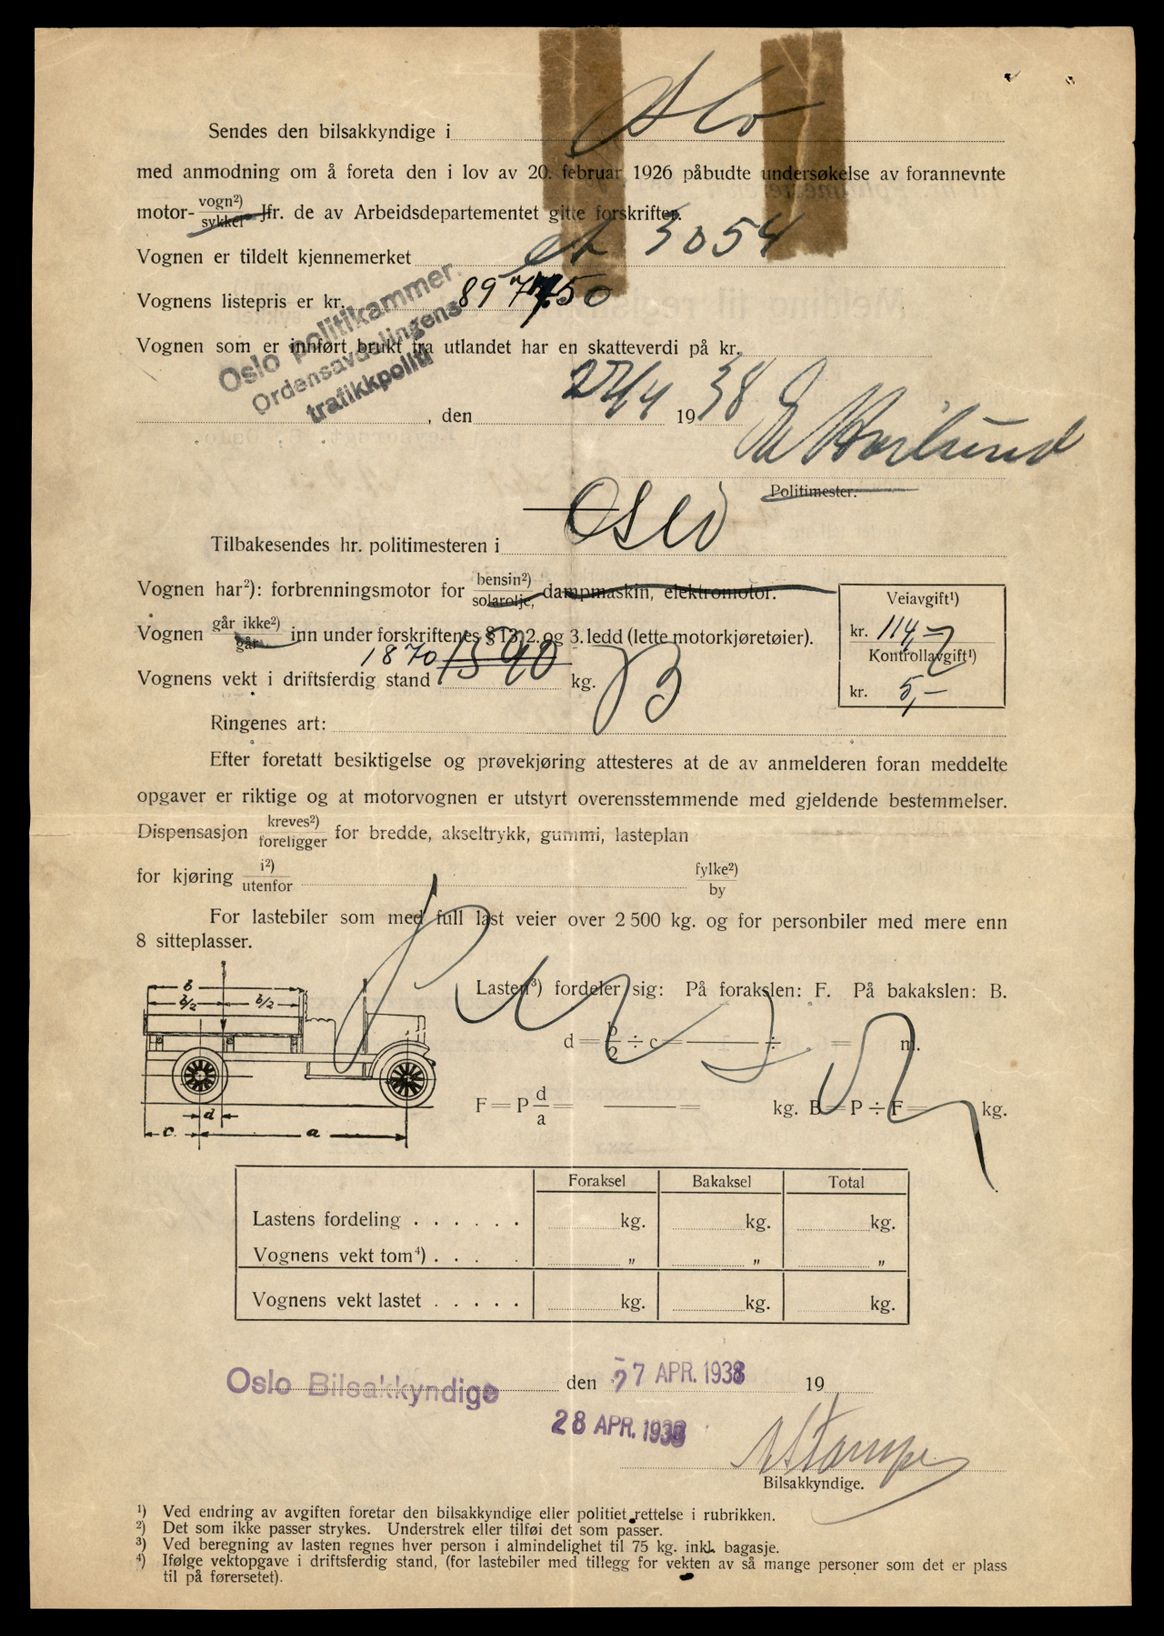 Sendes den bilsakkyndige i Oslo
med anmodning om å foreta den i lov av 20. februar 1926 påbudte undersøkelse av forannevnte
motor- vogn²) / sykkel Jfr. de av Arbeidsdepartementet gitte forskrifter.
Vognen er tildelt kjennemerket 3054
Vognens listepris er kr.
Vognen som er innført brukt fra utlandet har en skatteverdi på kr.
Oslo politikammer.
Ordensavdelingens
trafikkpoliti
, den 27/4 1938
Politimester.
Tilbakesendes hr. politimesteren i Oslo
Vognen har²): forbrenningsmotor for bensin²) / solarolje, dampmaskin, elektromotor.
Vognen går ikke²) / går inn under forskriftenes § 13, 2. og 3. ledd (lette motorkjøretøier).
Vognens vekt i driftsferdig stand 1590 1870 kg.
Veiavgift¹)
kr. 114,-
Kontrollavgift¹)
kr. 5,-
Ringenes art:
Efter foretatt besiktigelse og prøvekjøring attesteres at de av anmelderen foran meddelte
opgaver er riktige og at motorvognen er utstyrt overensstemmende med gjeldende bestemmelser.
Dispensasjon kreves²) / foreligger for bredde, akseltrykk, gummi, lasteplan
for kjøring i²) / utenfor fylke²) / by
For lastebiler som med full last veier over 2 500 kg. og for personbiler med mere enn
8 sitteplasser.
b
b/2 b/2
d
c a
Lasten³) fordeler sig: På forakslen: F. På bakakslen: B.
d = b/2 ÷ c = ÷ = m.
F = P d/a = = kg. B = P ÷ F = kg.
Foraksel Bakaksel Total
Lastens fordeling . . . . . . kg. kg. kg.
Vognens vekt tom⁴) . . . . „ „ „
Vognens vekt lastet . . . . . kg. kg. kg.
Oslo Bilsakkyndige den 27 APR. 1938 19
28 APR. 1938
Bilsakkyndige.
¹) Ved endring av avgiften foretar den bilsakkyndige eller politiet rettelse i rubrikken.
²) Det som ikke passer strykes. Understrek eller tilføi det som passer.
³) Ved beregning av lasten regnes hver person i almindelighet til 75 kg. inkl. bagasje.
⁴) Ifølge vektopgave i driftsferdig stand, (for lastebiler med tillegg for vekten av så mange personer som det er plass
til på førersetet).